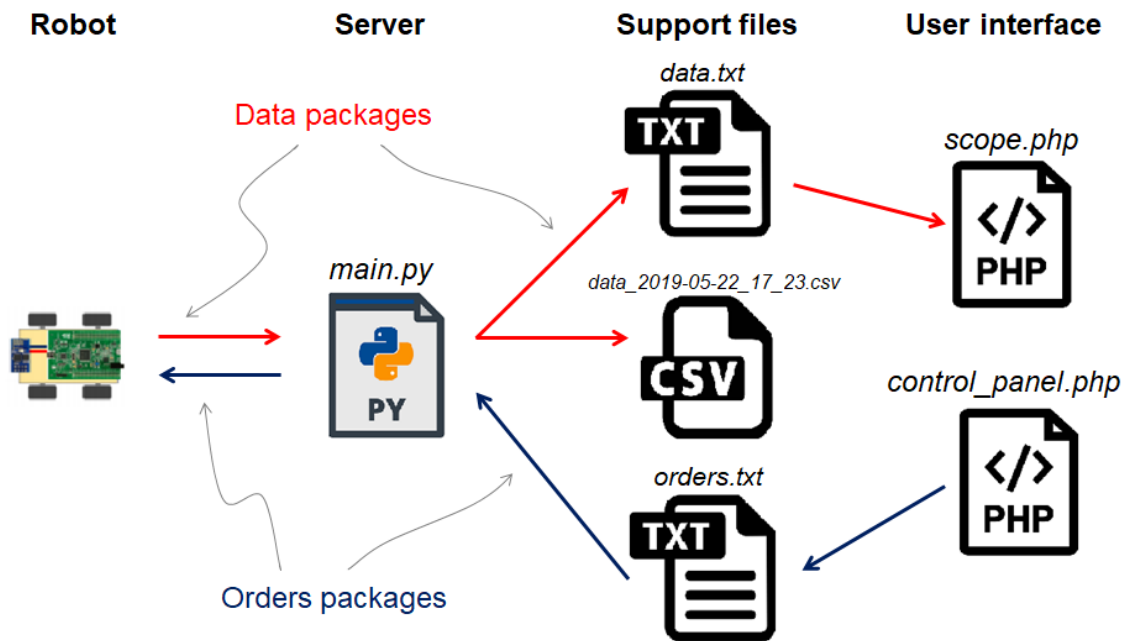 Robot
Server
Support files
User interface
data.txt
Data packages
TXT
scope.php
</>
PHP
main.py
data_2019-05-22_17_23.csv
PY
CSV
control_panel.php
</>
PHP
orders.txt
TXT
Orders packages